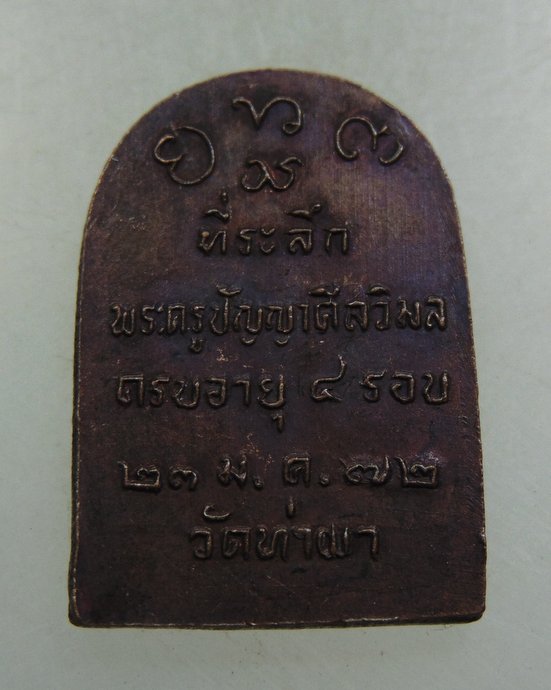 ที่ระลึก
พระครูปัญญาศีลวิมล
ครบอายุ ๔ รอบ
๒๓ ม. ค. ๗๒
วัดท่าผา